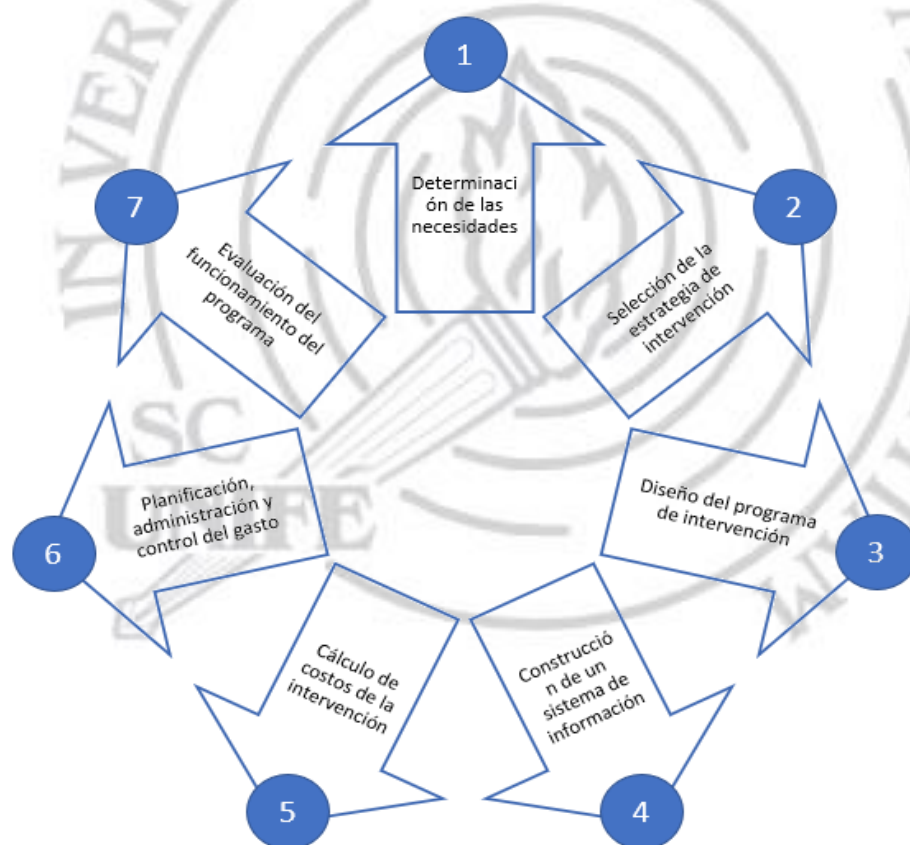 1
Determinaci
ón de las
necesidades
2
Selección de la
estrategia de
intervención
3
Diseño del programa
de intervención
4
Construcció
n de un
sistema de
información
5
Cálculo de
costos de la
intervención
6
Planificación,
administración y
control del gasto
7
Evaluación del
funcionamiento del
programa
SC